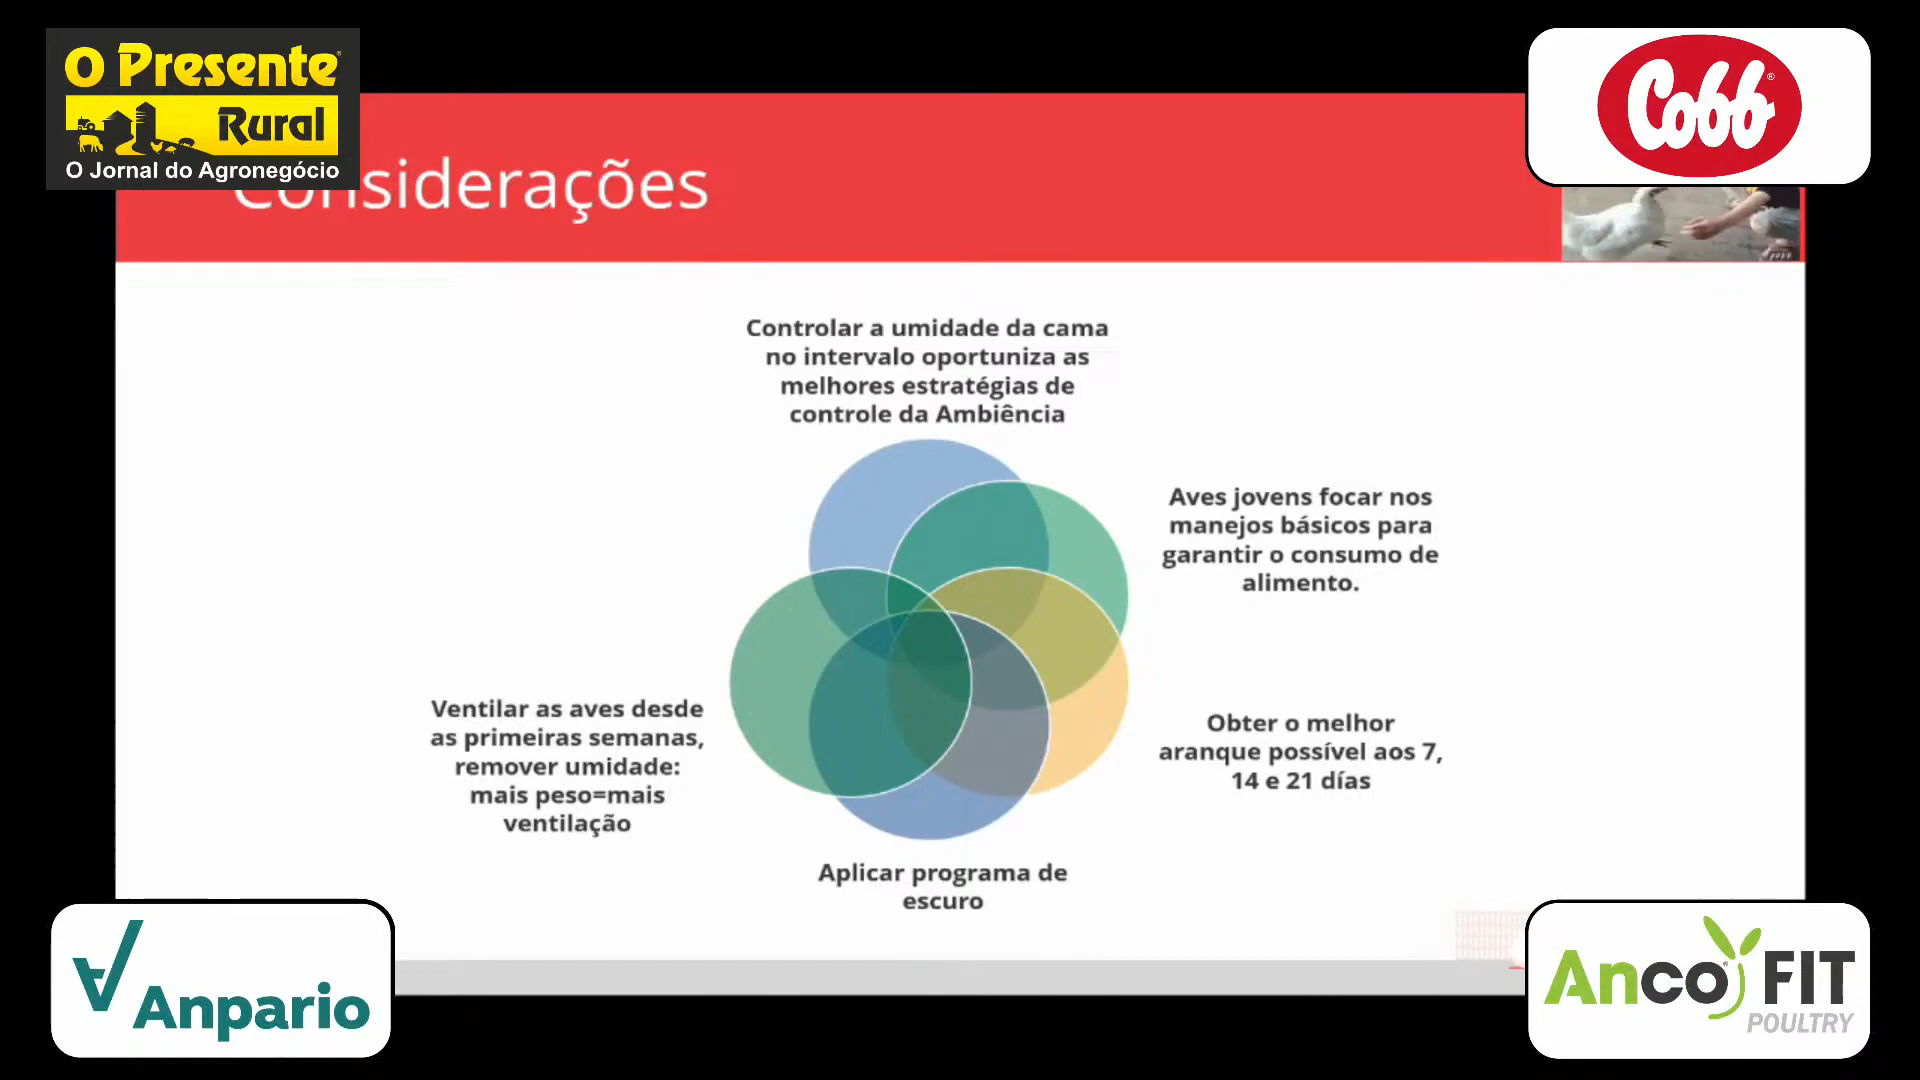 O Presente
Rural
O Jornal do Agronegócio
Cobb
Considerações
Controlar a umidade da cama
no intervalo oportuniza as
melhores estratégias de
controle da Ambiência
Aves jovens focar nos
manejos básicos para
garantir o consumo de
alimento.
Ventilar as aves desde
as primeiras semanas,
remover umidade:
mais peso=mais
ventilação
Obter o melhor
aranque possível aos 7,
14 e 21 días
Aplicar programa de
escuro
Anpario
Anco FIT
POULTRY